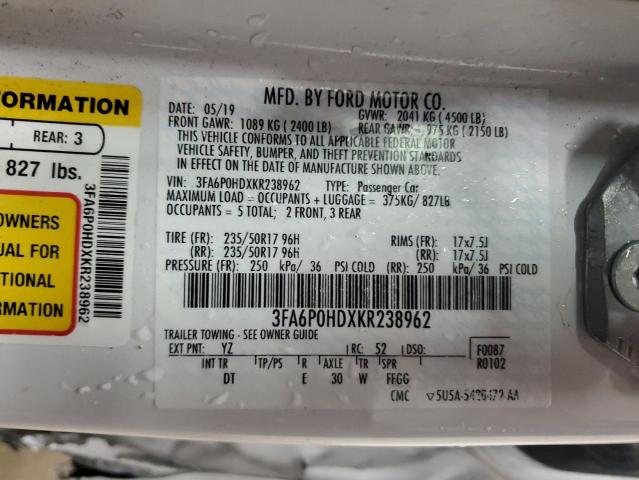 FORMATION
REAR: 3
827 lbs.
OWNERS
UAL FOR
TIONAL
MATION
3FA6P0HDXKR238962
MFD. BY FORD MOTOR CO.
DATE: 05/19 GVWR: 2041 KG (4500 LB)
FRONT GAWR: 1089 KG (2400 LB) REAR GAWR: 975 KG (2150 LB)
THIS VEHICLE CONFORMS TO ALL APPLICABLE FEDERAL MOTOR
VEHICLE SAFETY, BUMPER, AND THEFT PREVENTION STANDARDS
IN EFFECT ON THE DATE OF MANUFACTURE SHOWN ABOVE.
VIN: 3FA6P0HDXKR238962 TYPE: Passenger Car
MAXIMUM LOAD = OCCUPANTS + LUGGAGE = 375KG/ 827LB
OCCUPANTS = 5 TOTAL; 2 FRONT, 3 REAR
TIRE (FR): 235/50R17 96H RIMS (FR): 17x7.5J
(RR): 235/50R17 96H (RR): 17x7.5J
PRESSURE (FR): 250 kPa/ 36 PSI COLD (RR): 250 kPa/ 36 PSI COLD
3FA6P0HDXKR238962
TRAILER TOWING - SEE OWNER GUIDE
EXT PNT: YZ RC: 52 DSO: F0087
INT TR TP/PS R AXLE TR SPR R0102
DT E 30 W FFGG
CMC 5U5A-5420472-AA